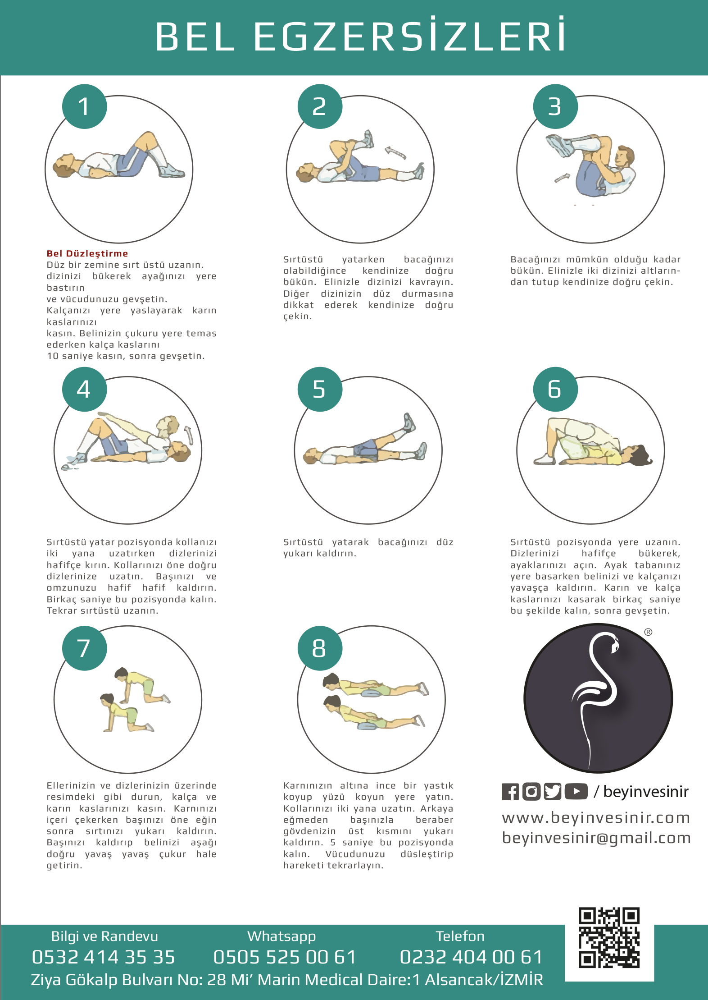 BEL EGZERSİZLERİ
1
Bel Düzleştirme
Düz bir zemine sırt üstü uzanın.
dizinizi bükerek ayağınızı yere
bastırın
ve vücudunuzu gevşetin.
Kalçanızı yere yaslayarak karın
kaslarınızı
kasın. Belinizin çukuru yere temas
ederken kalça kaslarını
10 saniye kasın, sonra gevşetin.
2
Sırtüstü yatarken bacağınızı
olabildiğince kendinize doğru
bükün. Elinizle dizinizi kavrayın.
Diğer dizinizin düz durmasına
dikkat ederek kendinize doğru
çekin.
3
Bacağınızı mümkün olduğu kadar
bükün. Elinizle iki dizinizi altların-
dan tutup kendinize doğru çekin.
4
Sırtüstü yatar pozisyonda kollanızı
iki yana uzatırken dizlerinizi
hafifçe kırın. Kollarınızı öne doğru
dizlerinize uzatın. Başınızı ve
omzunuzu hafif hafif kaldırın.
Birkaç saniye bu pozisyonda kalın.
Tekrar sırtüstü uzanın.
5
Sırtüstü yatarak bacağınızı düz
yukarı kaldırın.
6
Sırtüstü pozisyonda yere uzanın.
Dizlerinizi hafifçe bükerek,
ayaklarınızı açın. Ayak tabanınız
yere basarken belinizi ve kalçanızı
yavaşça kaldırın. Karın ve kalça
kaslarınızı kasarak birkaç saniye
bu şekilde kalın, sonra gevşetin.
7
Ellerinizin ve dizlerinizin üzerinde
resimdeki gibi durun, kalça ve
karın kaslarınızı kasın. Karnınızı
içeri çekerken başınızı öne eğin
sonra sırtınızı yukarı kaldırın.
Başınızı kaldırıp belinizi aşağı
doğru yavaş yavaş çukur hale
getirin.
8
Karnınızın altına ince bir yastık
koyup yüzü koyun yere yatın.
Kollarınızı iki yana uzatın. Arkaya
eğmeden başınızla beraber
gövdenizin üst kısmını yukarı
kaldırın. 5 saniye bu pozisyonda
kalın. Vücudunuzu düsleştirip
hareketi tekrarlayın.
®
/ beyinvesinir
www.beyinvesinir.com
beyinvesinir@gmail.com
Bilgi ve Randevu
0532 414 35 35
Whatsapp
0505 525 00 61
Telefon
0232 404 00 61
Ziya Gökalp Bulvarı No: 28 Mi’ Marin Medical Daire:1 Alsancak/İZMİR